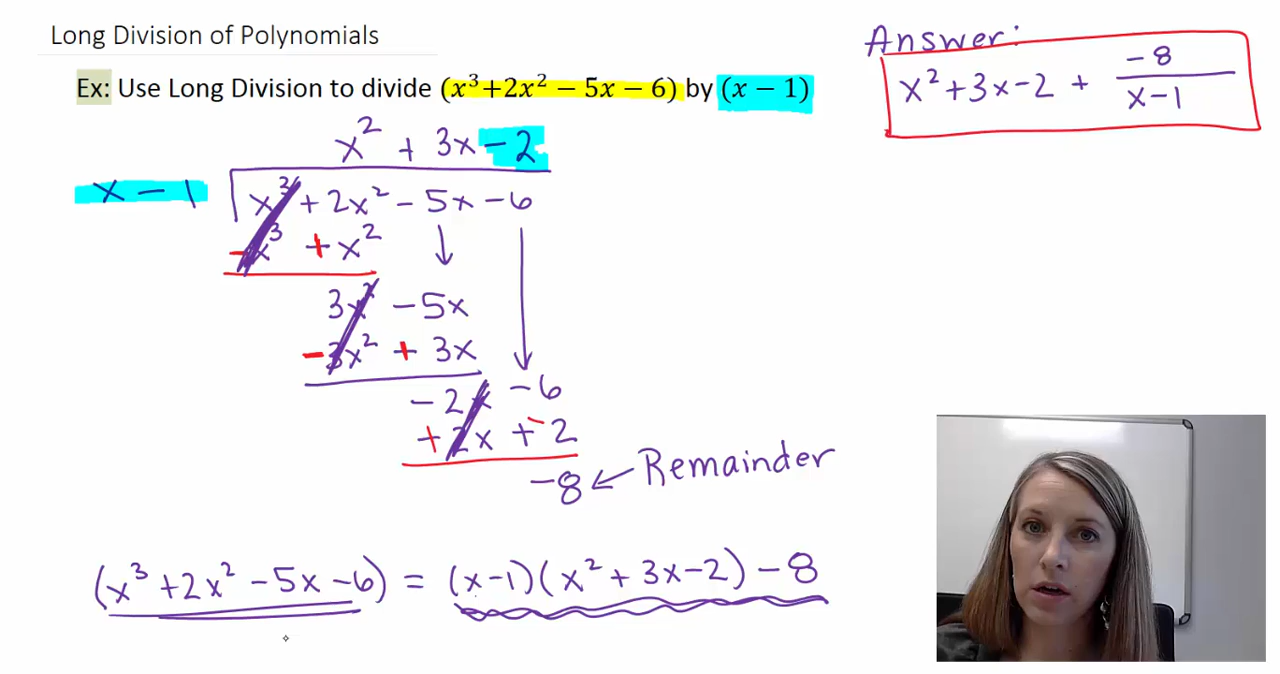 Long Division of Polynomials
Answer:
x² + 3x - 2 + -8/(x-1)
Ex: Use Long Division to divide (x³+2x² − 5x − 6) by (x − 1)
x² + 3x - 2
x - 1 x³ + 2x² - 5x - 6
- x³ + x²
3x² - 5x
- 3x² + 3x
- 2x - 6
+ 2x +- 2
-8 ← Remainder
(x³ + 2x² - 5x - 6) = (x-1)(x² + 3x - 2) - 8